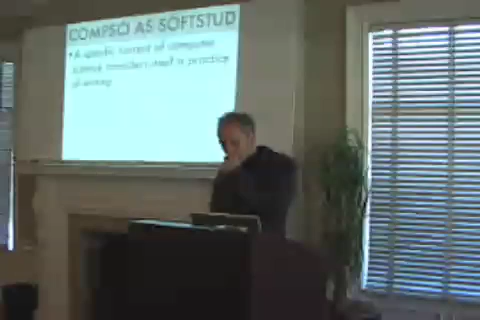 COMPSCI AS SOFTSTUD
• A specific current of computer
science considers itself a practice
of writing